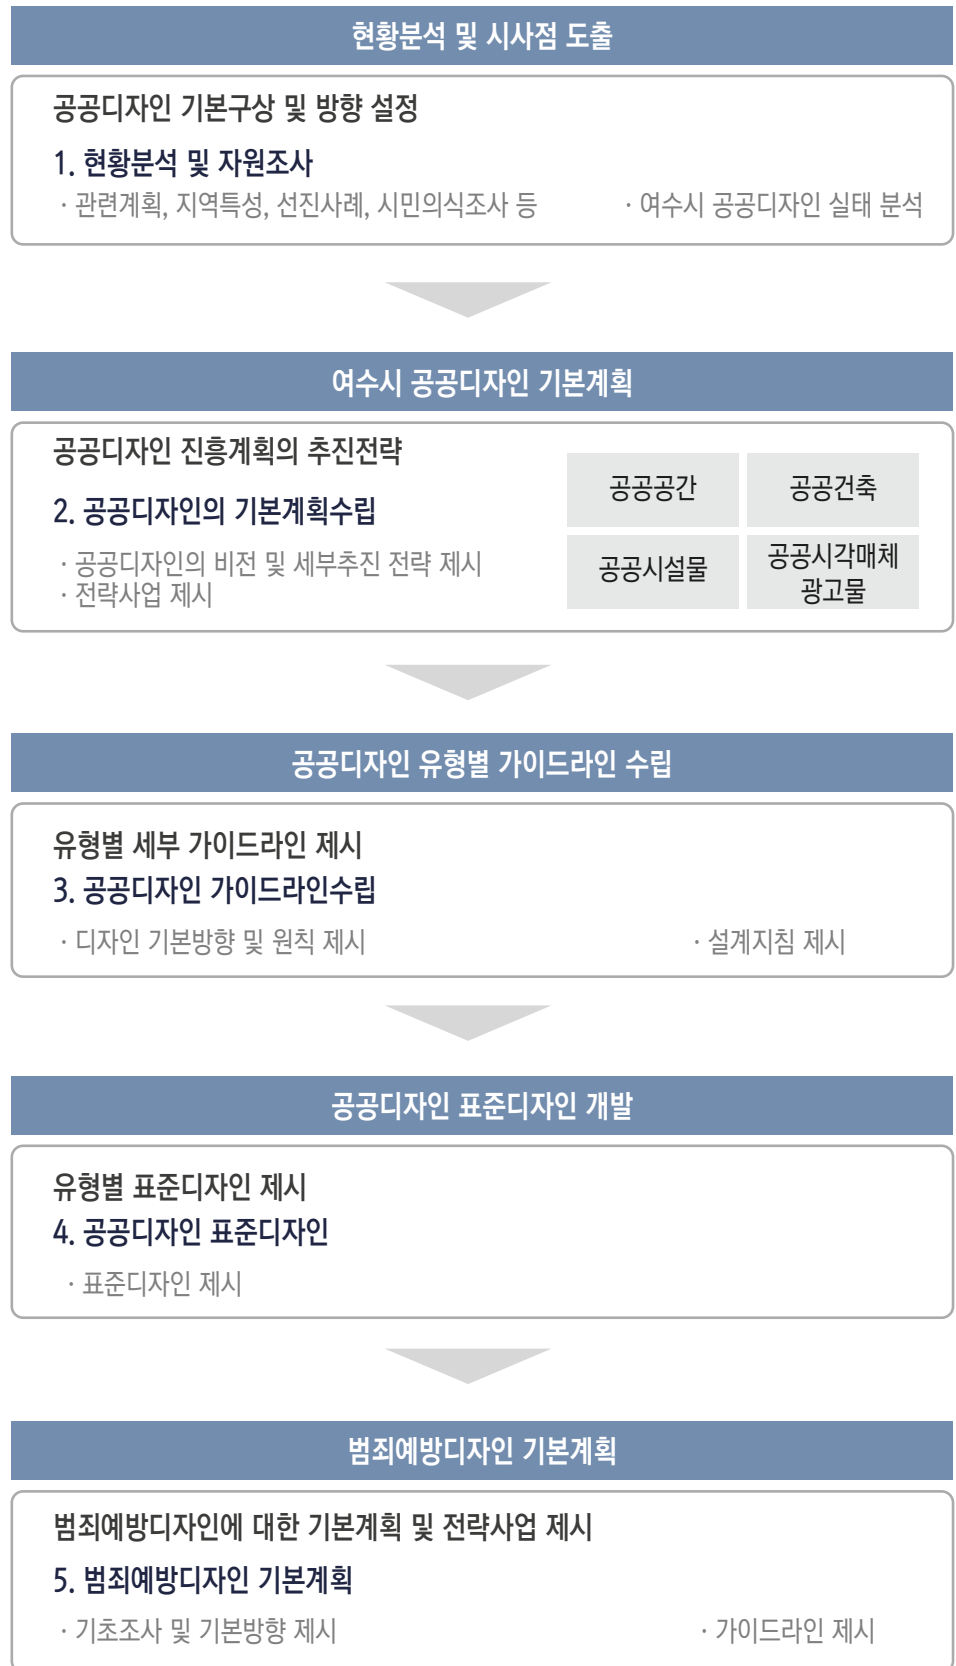 현황분석 및 시사점 도출
공공디자인 기본구상 및 방향 설정
1. 현황분석 및 자원조사
· 관련계획, 지역특성, 선진사례, 시민의식조사 등 · 여수시 공공디자인 실태 분석
여수시 공공디자인 기본계획
공공디자인 진흥계획의 추진전략
2. 공공디자인의 기본계획수립
· 공공디자인의 비전 및 세부추진 전략 제시
· 전략사업 제시
공공공간 공공건축
공공시설물 공공시각매체
광고물
공공디자인 유형별 가이드라인 수립
유형별 세부 가이드라인 제시
3. 공공디자인 가이드라인수립
· 디자인 기본방향 및 원칙 제시 · 설계지침 제시
공공디자인 표준디자인 개발
유형별 표준디자인 제시
4. 공공디자인 표준디자인
· 표준디자인 제시
범죄예방디자인 기본계획
범죄예방디자인에 대한 기본계획 및 전략사업 제시
5. 범죄예방디자인 기본계획
· 기초조사 및 기본방향 제시 · 가이드라인 제시